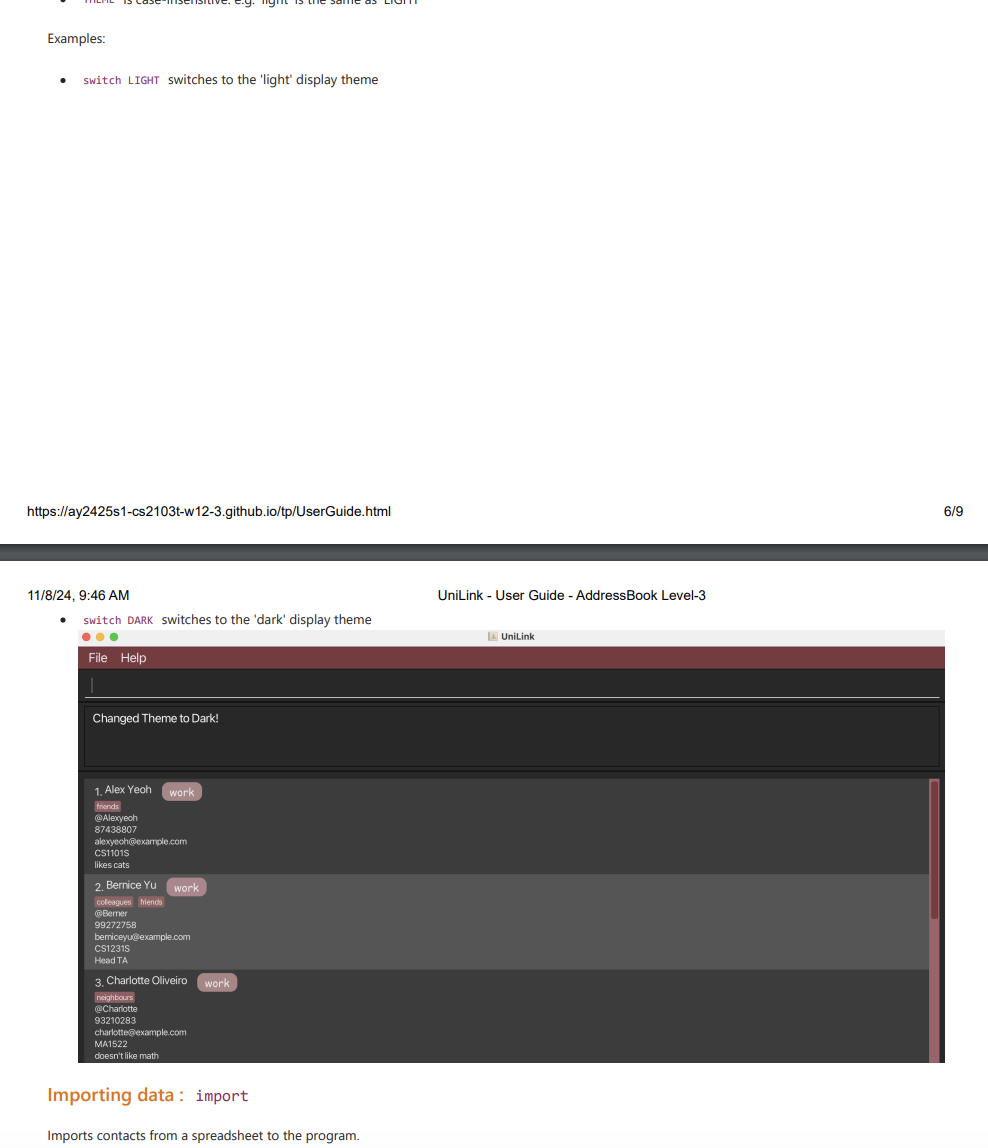 THEME is case-insensitive. e.g. 'light' is the same as 'LIGHT'
Examples:
switch LIGHT switches to the 'light' display theme
https://ay2425s1-cs2103t-w12-3.github.io/tp/UserGuide.html 6/9
11/8/24, 9:46 AM UniLink - User Guide - AddressBook Level-3
switch DARK switches to the 'dark' display theme
UniLink
File Help
Changed Theme to Dark!
1. Alex Yeoh work
friends
@Alexyeoh
87438807
alexyeoh@example.com
CS1101S
likes cats
2. Bernice Yu work
colleagues friends
@Berner
99272758
berniceyu@example.com
CS1231S
Head TA
3. Charlotte Oliveiro work
neighbours
@Charlotte
93210283
charlotte@example.com
MA1522
doesn't like math
Importing data : import
Imports contacts from a spreadsheet to the program.